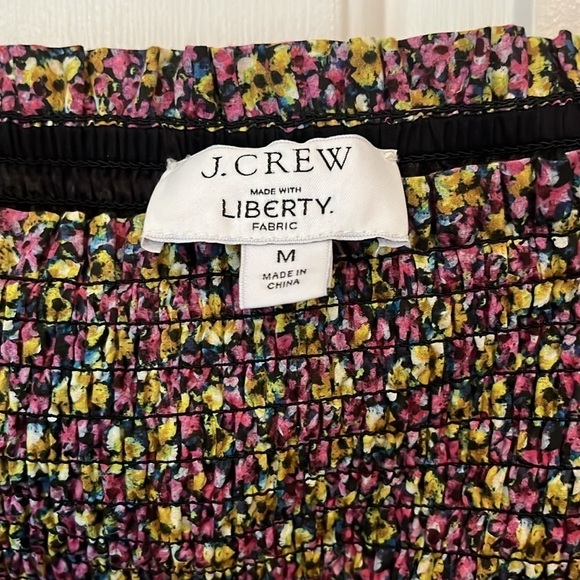 J.CREW
MADE WITH
LIBERTY.
FABRIC
M
MADE IN
CHINA